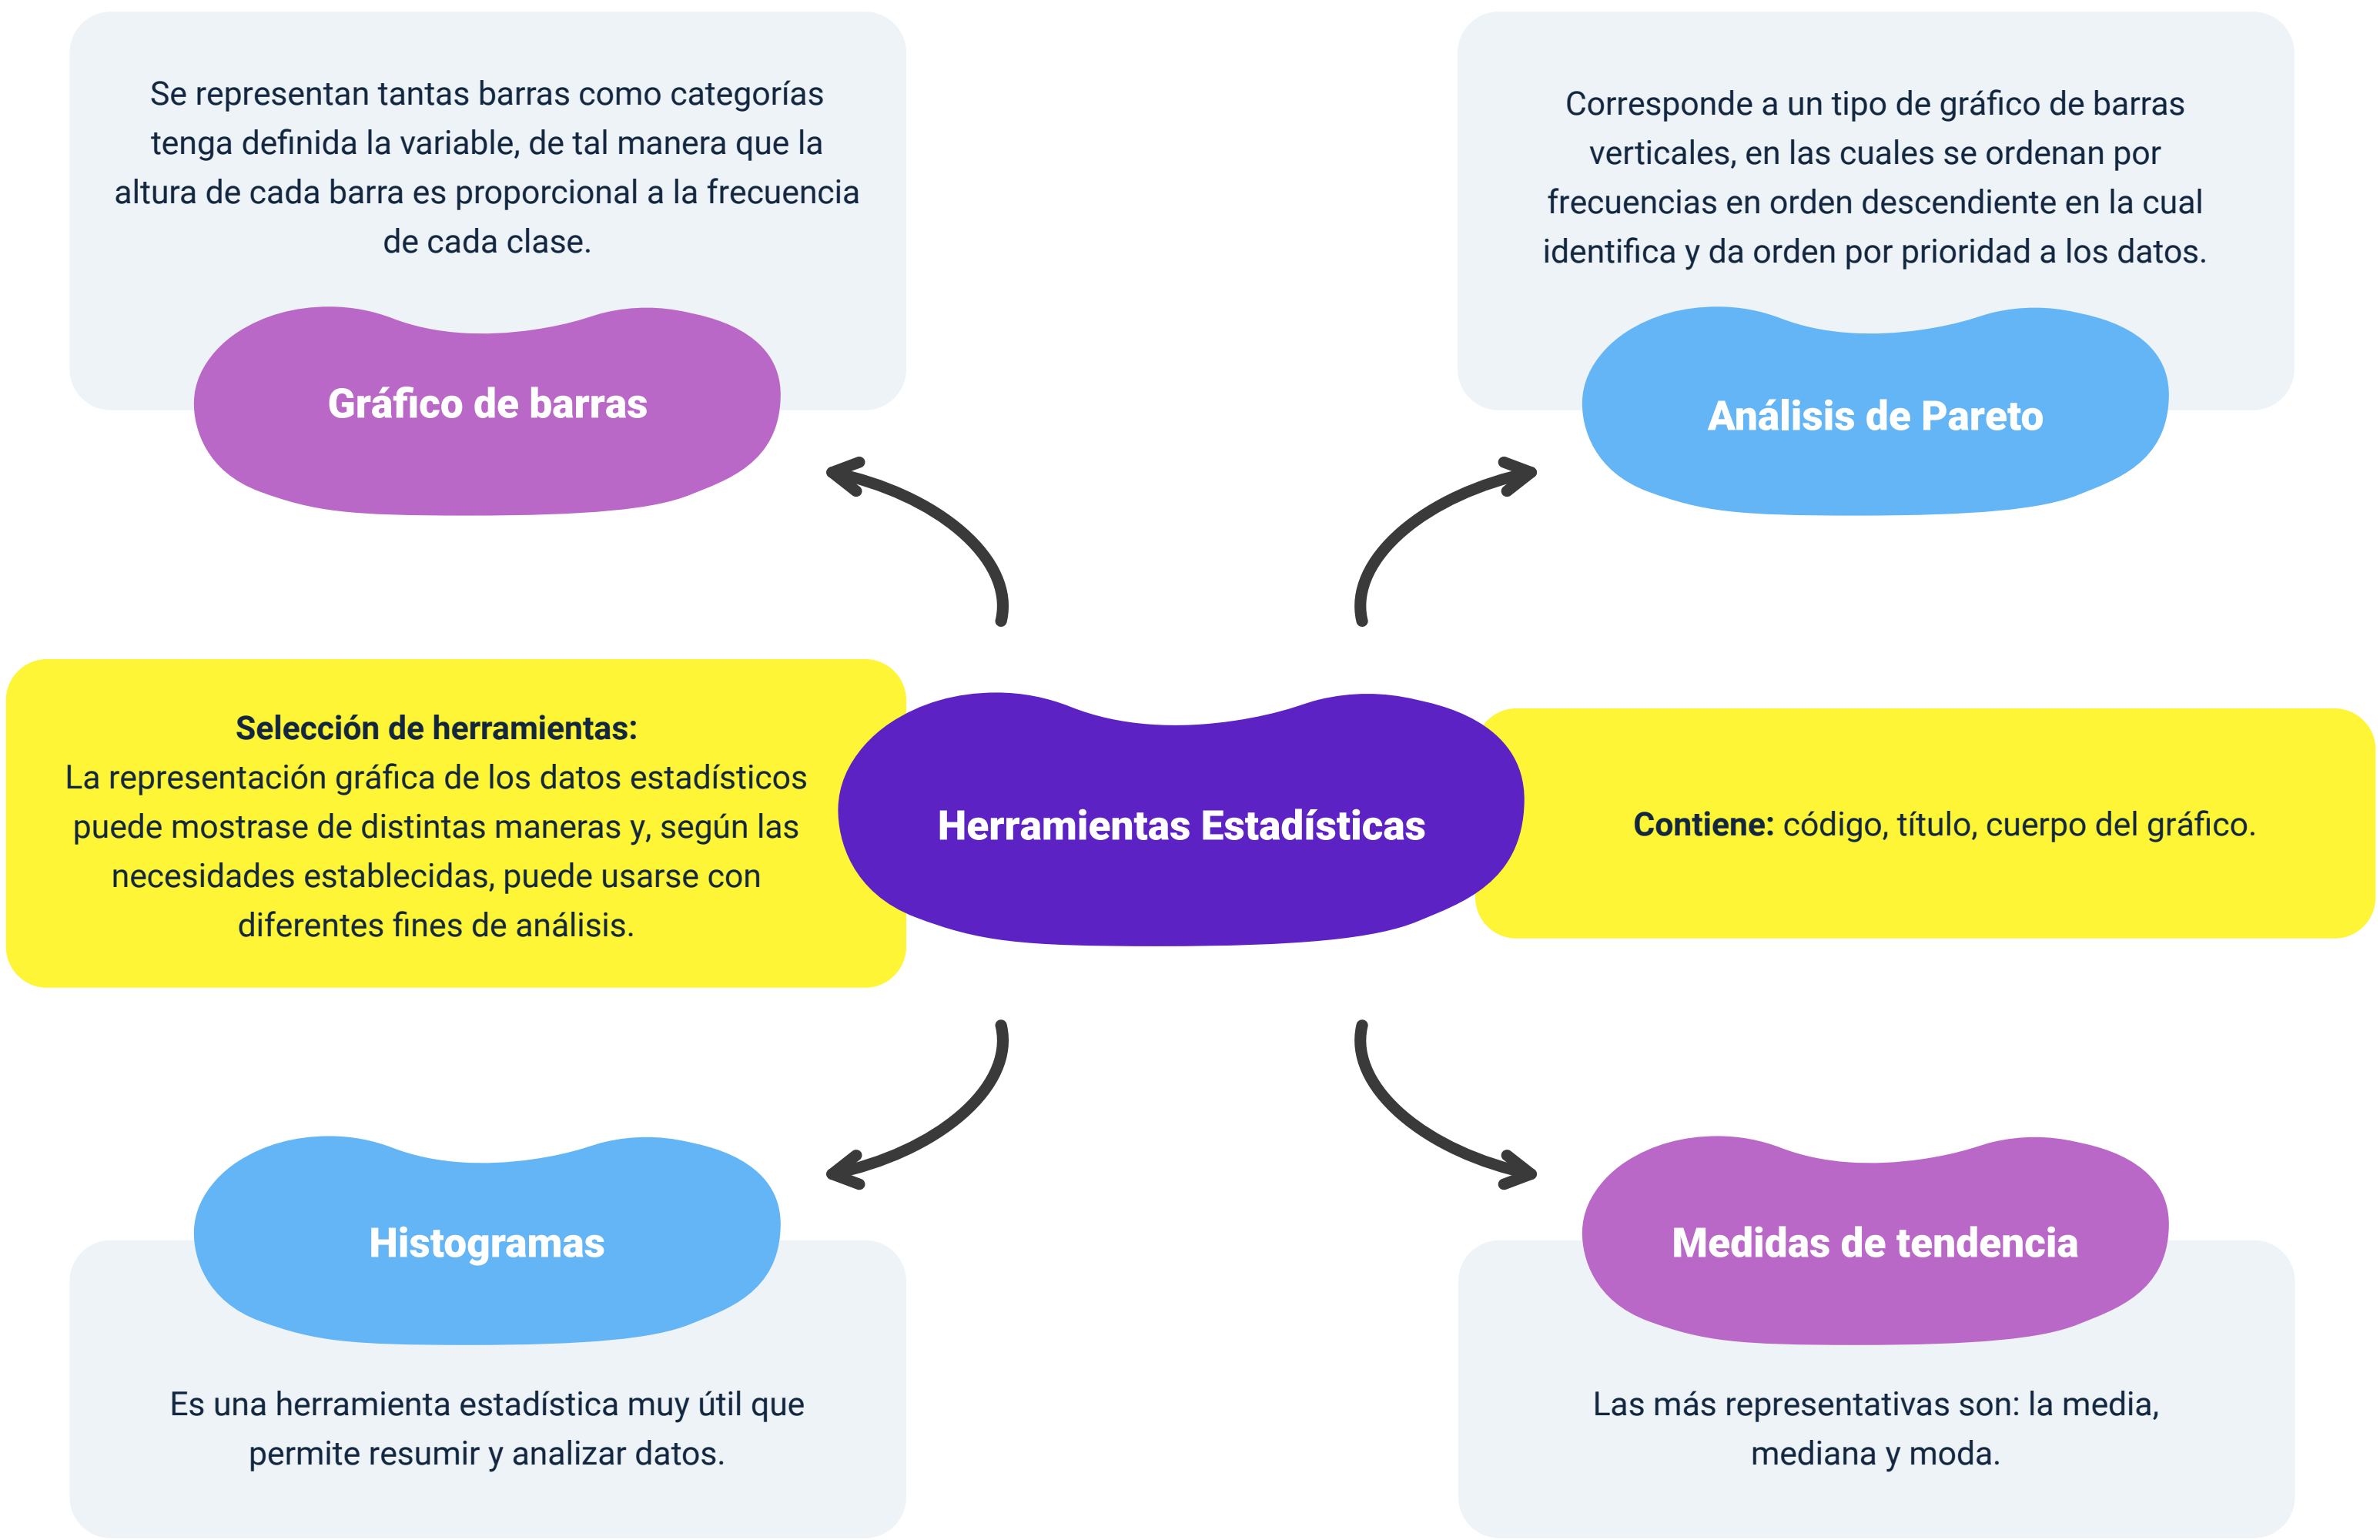 Se representan tantas barras como categorías
tenga definida la variable, de tal manera que la
altura de cada barra es proporcional a la frecuencia
de cada clase.
Gráfico de barras
Corresponde a un tipo de gráfico de barras
verticales, en las cuales se ordenan por
frecuencias en orden descendiente en la cual
identifica y da orden por prioridad a los datos.
Análisis de Pareto
Selección de herramientas:
La representación gráfica de los datos estadísticos
puede mostrase de distintas maneras y, según las
necesidades establecidas, puede usarse con
diferentes fines de análisis.
Herramientas Estadísticas
Contiene: código, título, cuerpo del gráfico.
Histogramas
Es una herramienta estadística muy útil que
permite resumir y analizar datos.
Medidas de tendencia
Las más representativas son: la media,
mediana y moda.